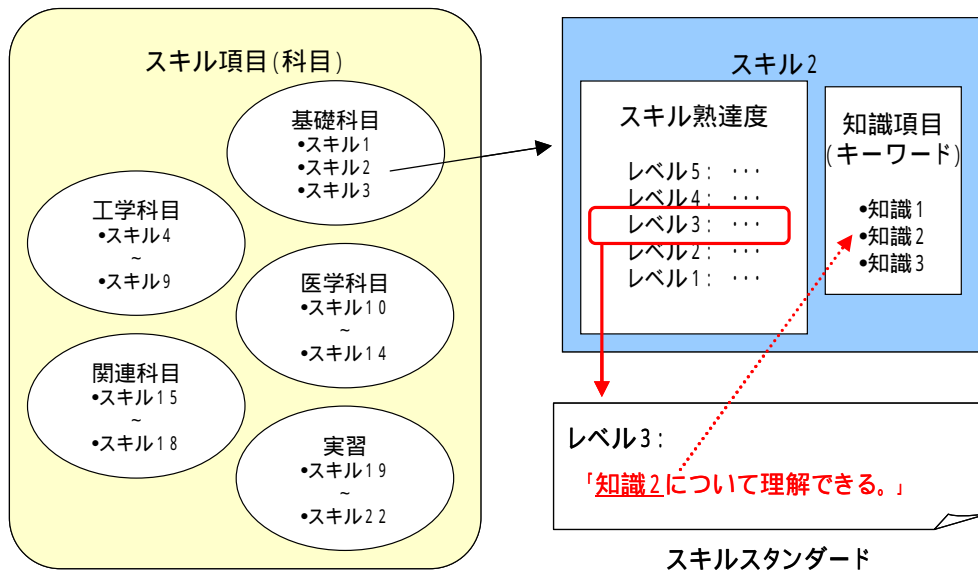 スキル項目(科目)
基礎科目
•スキル1
•スキル2
•スキル3
工学科目
•スキル4
~
•スキル9
医学科目
•スキル10
~
•スキル14
関連科目
•スキル15
~
•スキル18
実習
•スキル19
~
•スキル22
スキル2
スキル熟達度
レベル5: ···
レベル4: ···
レベル3: ···
レベル2: ···
レベル1: ···
知識項目
(キーワード)
•知識1
•知識2
•知識3
レベル3:
「知識2について理解できる。」
スキルスタンダード